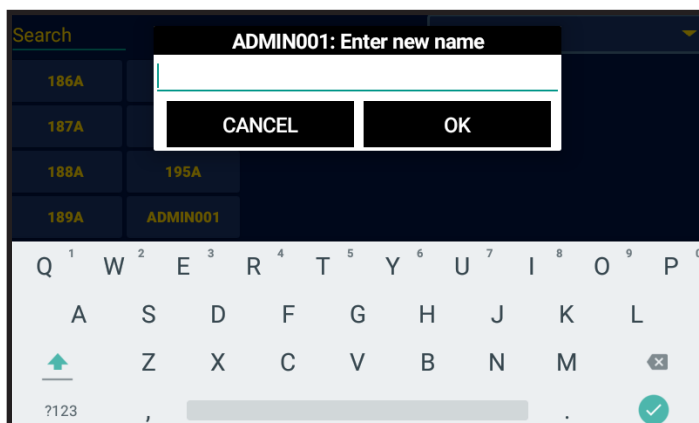 Search
ADMIN001: Enter new name
186A
187A
CANCEL OK
188A 195A
189A ADMIN001
Q 1 W 2 E 3 R 4 T 5 Y 6 U 7 I 8 O 9 P 0
A S D F G H J K L
Z X C V B N M
?123 , .